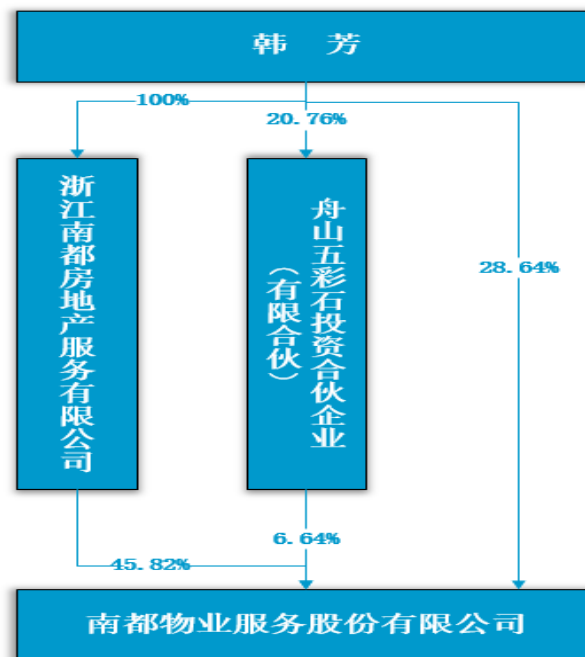 韩 芳
100%
20.76%
浙江南都房地产服务有限公司
舟山五彩石投资合伙企业
（有限合伙）
28.64%
6.64%
45.82%
南都物业服务股份有限公司